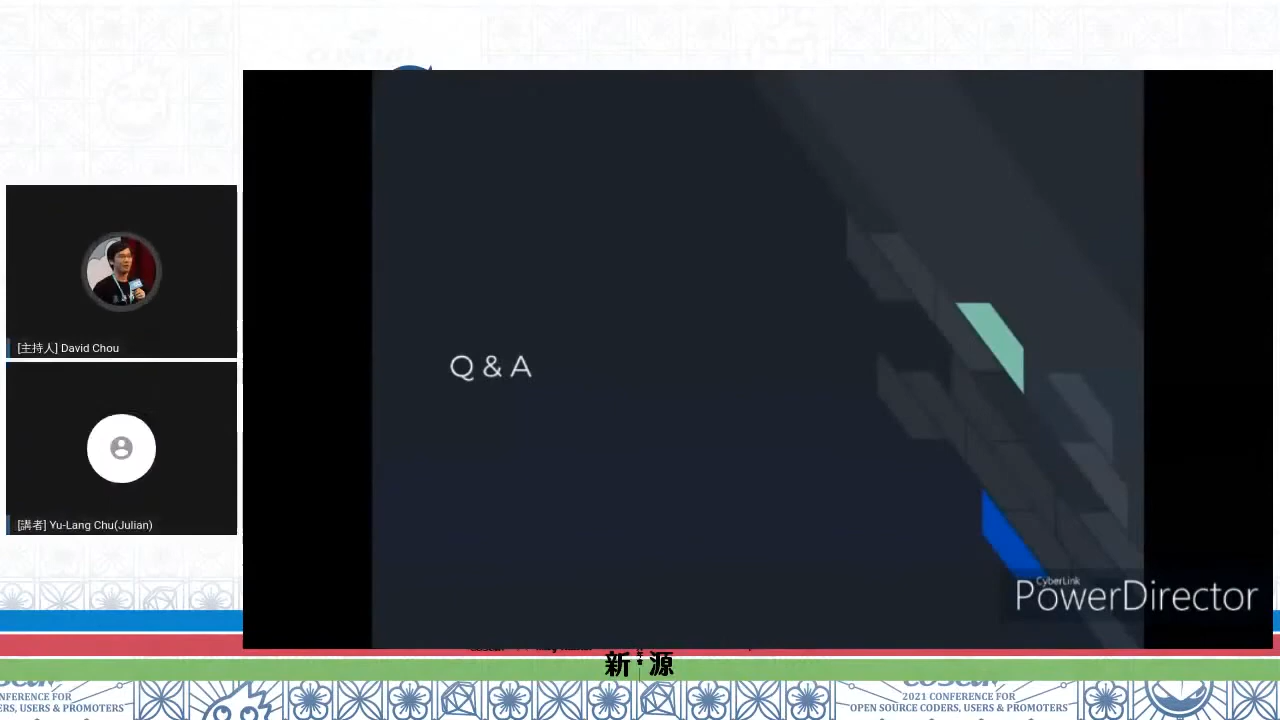 [主持人] David Chou
[講者] Yu-Lang Chu(Julian)
Q & A
CyberLink
PowerDirector
新 源
NFERENCE FOR
ERS, USERS & PROMOTERS
2021 CONFERENCE FOR
OPEN SOURCE CODERS, USERS & PROMOTERS